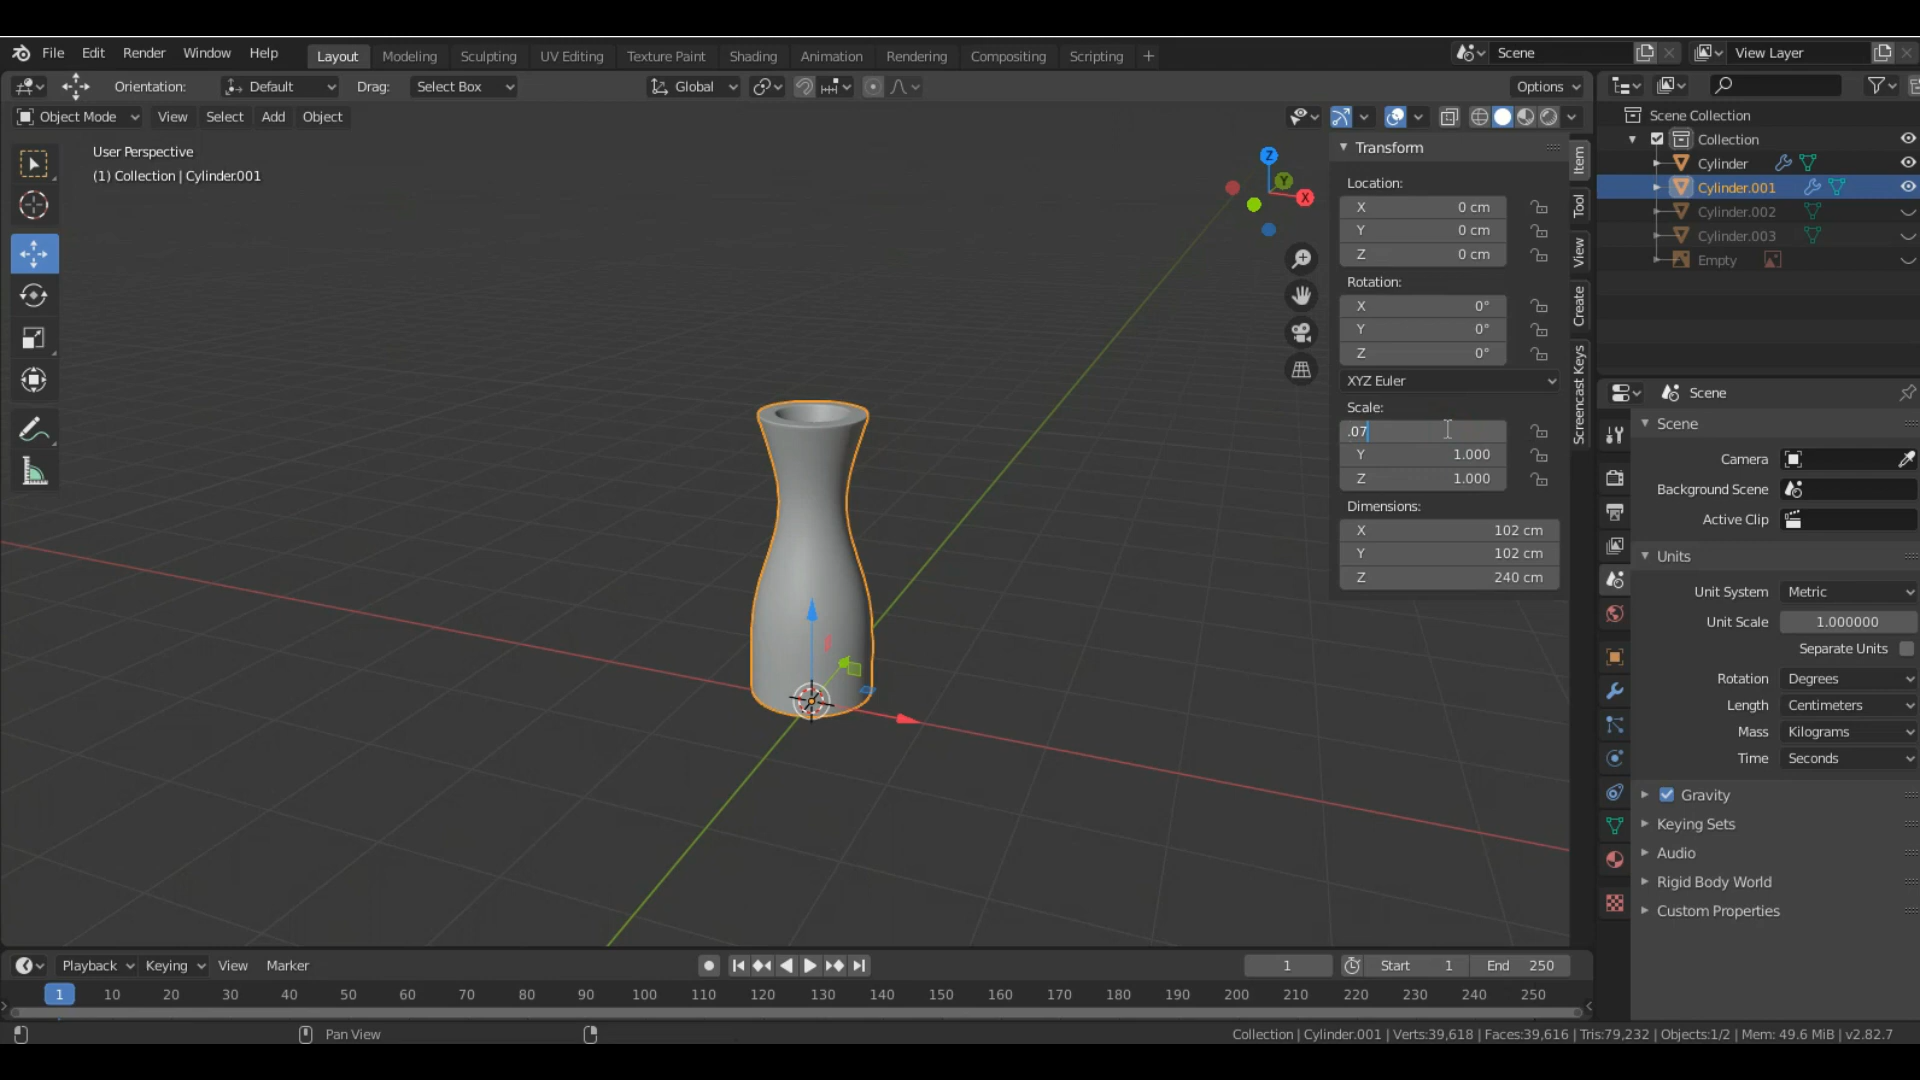 File Edit Render Window Help Layout Modeling Sculpting UV Editing Texture Paint Shading Animation Rendering Compositing Scripting + Scene View Layer
Orientation: Default Drag: Select Box Global Options
Object Mode View Select Add Object
User Perspective
(1) Collection | Cylinder.001
Z
Y
X
Transform
Location:
X 0 cm
Y 0 cm
Z 0 cm
Rotation:
X 0°
Y 0°
Z 0°
XYZ Euler
Scale:
.07
Y 1.000
Z 1.000
Dimensions:
X 102 cm
Y 102 cm
Z 240 cm
Item
Tool
View
Create
Screencast Keys
Scene Collection
Collection
Cylinder
Cylinder.001
Cylinder.002
Cylinder.003
Empty
Scene
Scene
Camera
Background Scene
Active Clip
Units
Unit System Metric
Unit Scale 1.000000
Separate Units
Rotation Degrees
Length Centimeters
Mass Kilograms
Time Seconds
Gravity
Keying Sets
Audio
Rigid Body World
Custom Properties
Playback Keying View Marker 1 Start 1 End 250
1 10 20 30 40 50 60 70 80 90 100 110 120 130 140 150 160 170 180 190 200 210 220 230 240 250
Pan View
Collection | Cylinder.001 | Verts:39,618 | Faces:39,616 | Tris:79,232 | Objects:1/2 | Mem: 49.6 MiB | v2.82.7